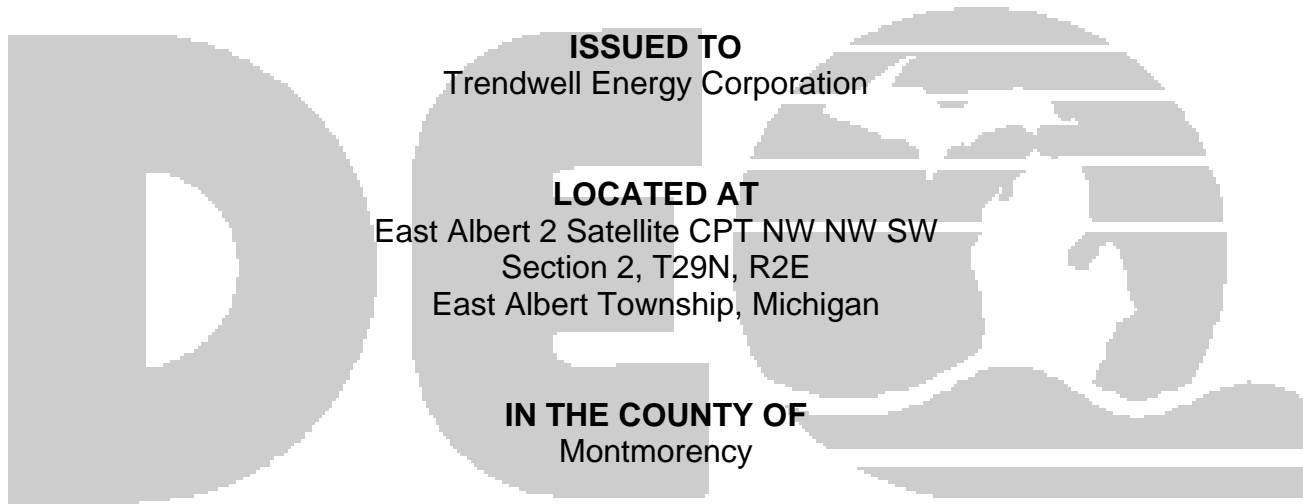 ISSUED TO
Trendwell Energy Corporation
LOCATED AT
East Albert 2 Satellite CPT NW NW SW
Section 2, T29N, R2E
East Albert Township, Michigan
IN THE COUNTY OF
Montmorency
DEQ